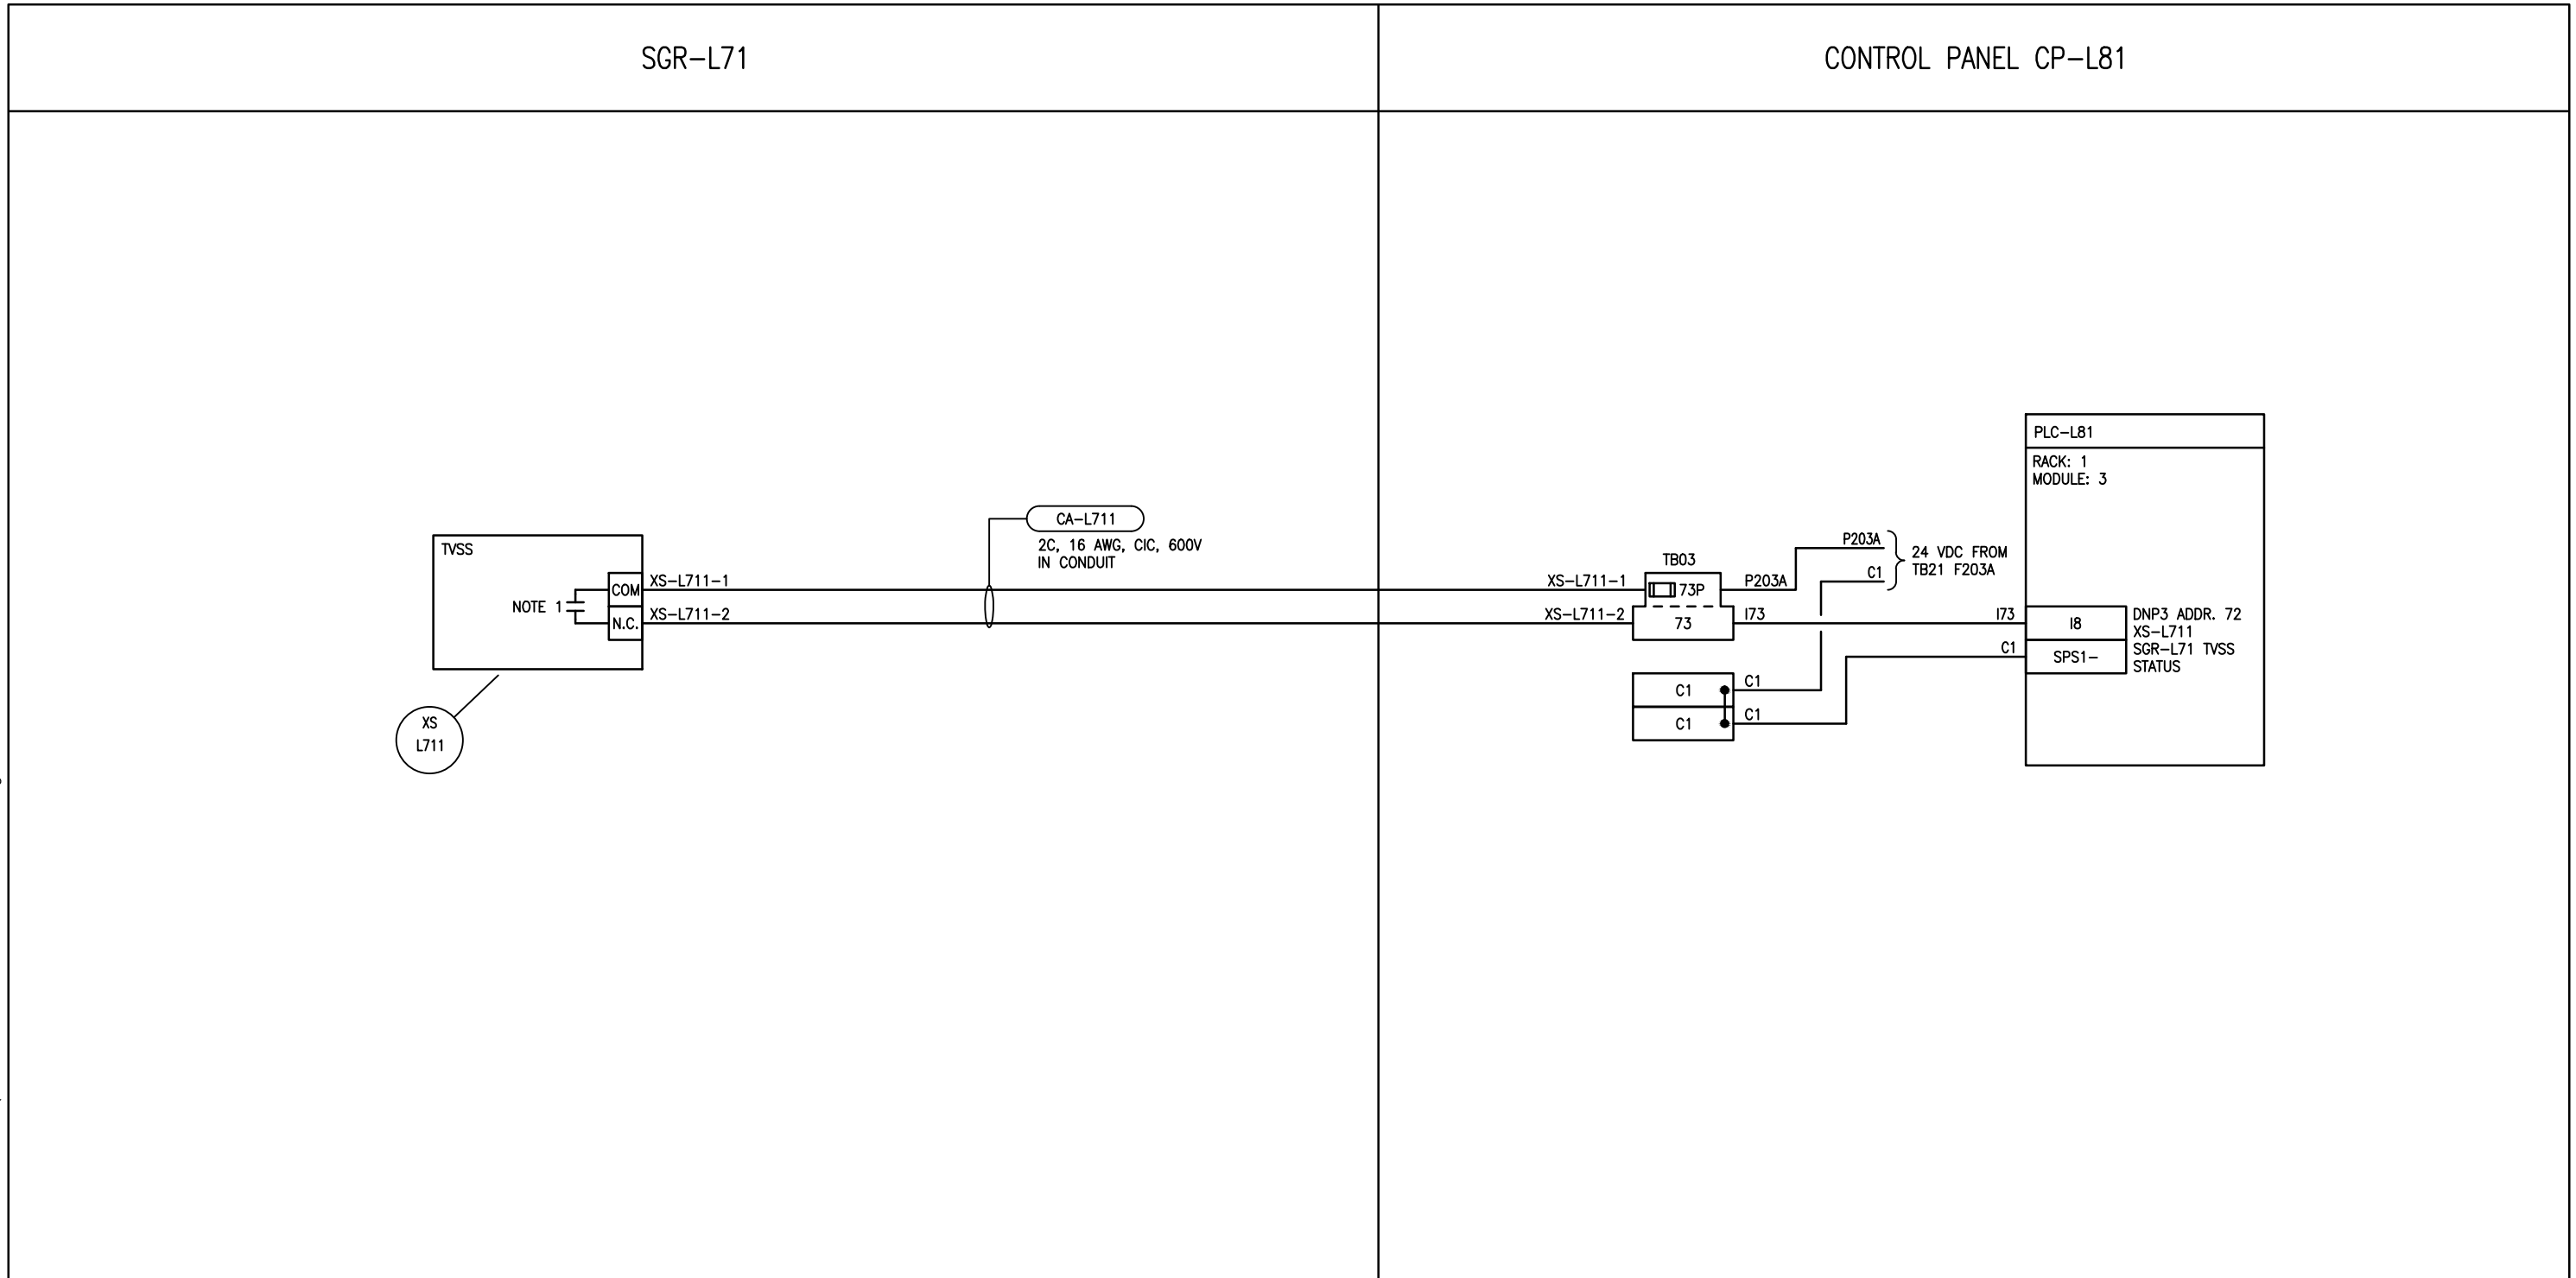 SGR-L71
CONTROL PANEL CP-L81
TVSS
NOTE 1
COM
N.C.
XS-L711-1
XS-L711-2
XS
L711
CA-L711
2C, 16 AWG, CIC, 600V
IN CONDUIT
XS-L711-1
XS-L711-2
TB03
73P
73
P203A
I73
P203A
C1
24 VDC FROM
TB21 F203A
C1
C1
C1
C1
PLC-L81
RACK: 1
MODULE: 3
I73
C1
I8
SPS1-
DNP3 ADDR. 72
XS-L711
SGR-L71 TVSS
STATUS